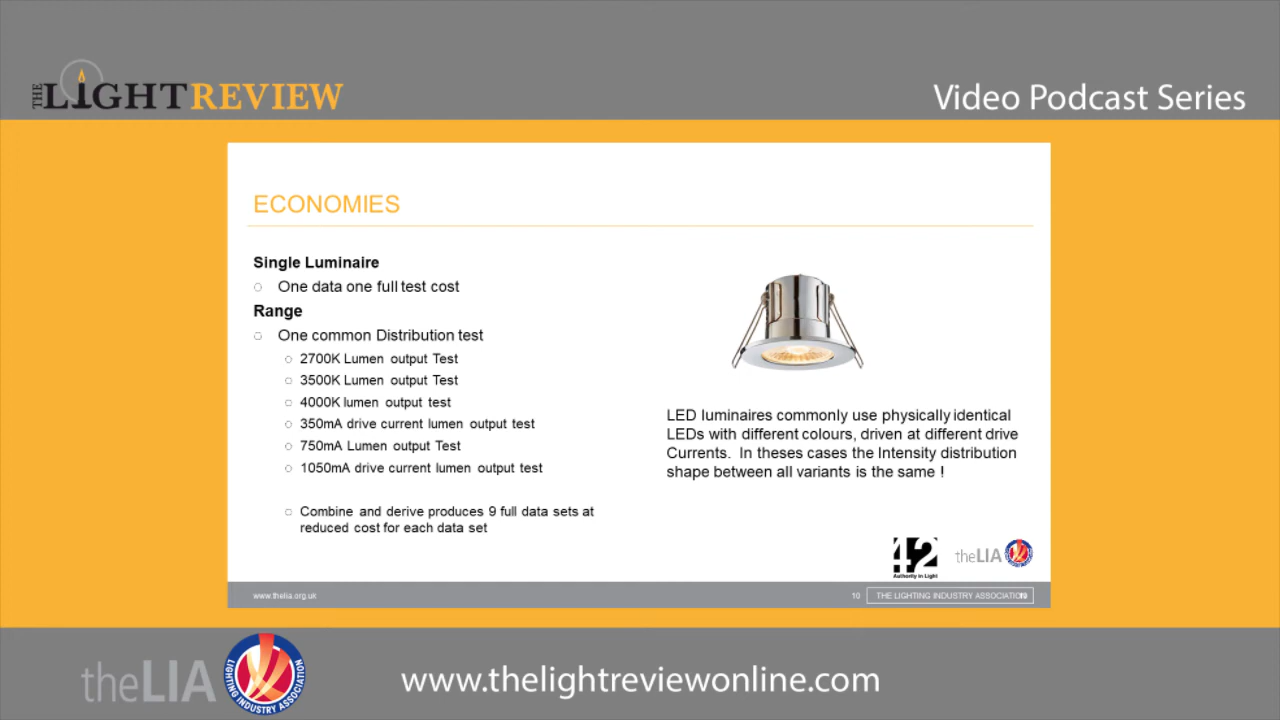 THE LIGHTREVIEW
Video Podcast Series
ECONOMIES
Single Luminaire
One data one full test cost
Range
One common Distribution test
2700K Lumen output Test
3500K Lumen output Test
4000K lumen output test
350mA drive current lumen output test
750mA Lumen output Test
1050mA drive current lumen output test
Combine and derive produces 9 full data sets at
reduced cost for each data set
LED luminaires commonly use physically identical
LEDs with different colours, driven at different drive
Currents. In theses cases the Intensity distribution
shape between all variants is the same !
42
Authority in Light
theLIA
www.thelia.org.uk
10
THE LIGHTING INDUSTRY ASSOCIATION
theLIA
LIGHTING INDUSTRY ASSOCIATION
www.thelightreviewonline.com